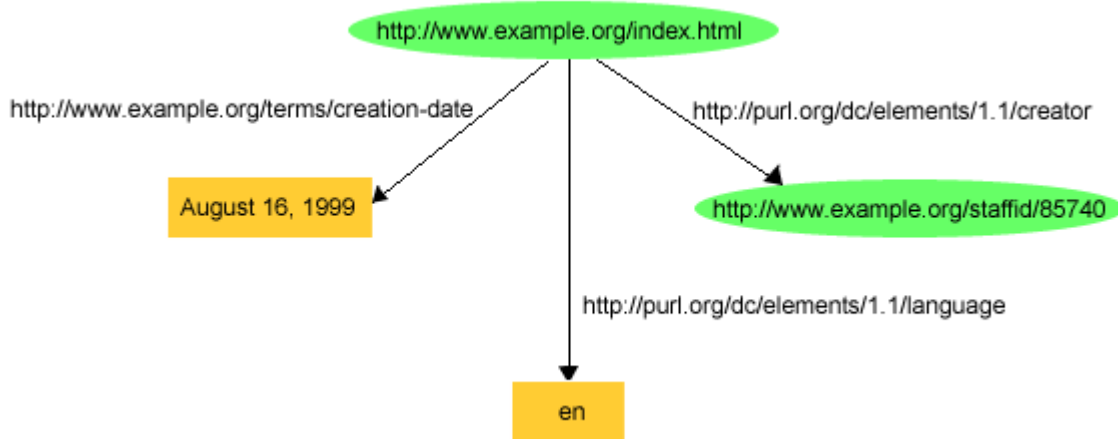 http://www.example.org/index.html
http://www.example.org/terms/creation-date
http://purl.org/dc/elements/1.1/creator
August 16, 1999
http://www.example.org/staffid/85740
http://purl.org/dc/elements/1.1/language
en